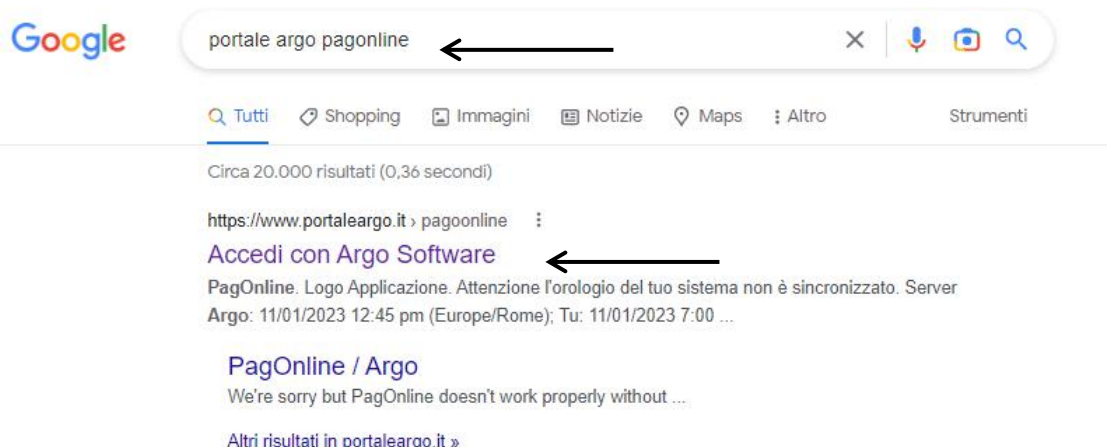 Google
portale argo pagonline
Tutti Shopping Immagini Notizie Maps Altro Strumenti
Circa 20.000 risultati (0,36 secondi)
https://www.portaleargo.it › pagoonline
Accedi con Argo Software
PagOnline. Logo Applicazione. Attenzione l'orologio del tuo sistema non è sincronizzato. Server
Argo: 11/01/2023 12:45 pm (Europe/Rome); Tu: 11/01/2023 7:00 ...
PagOnline / Argo
We're sorry but PagOnline doesn't work properly without ...
Altri risultati in portaleargo.it »